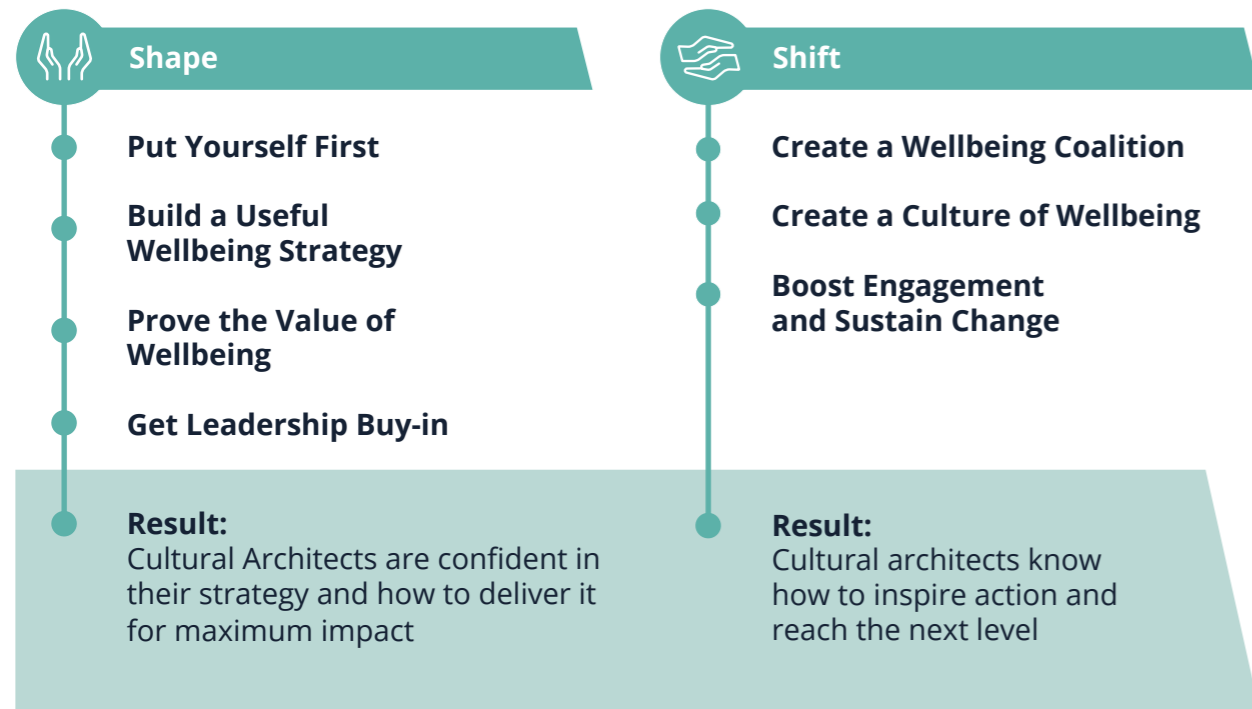 Shape
Put Yourself First
Build a Useful
Wellbeing Strategy
Prove the Value of
Wellbeing
Get Leadership Buy-in
Result:
Cultural Architects are confident in
their strategy and how to deliver it
for maximum impact
Shift
Create a Wellbeing Coalition
Create a Culture of Wellbeing
Boost Engagement
and Sustain Change
Result:
Cultural architects know
how to inspire action and
reach the next level